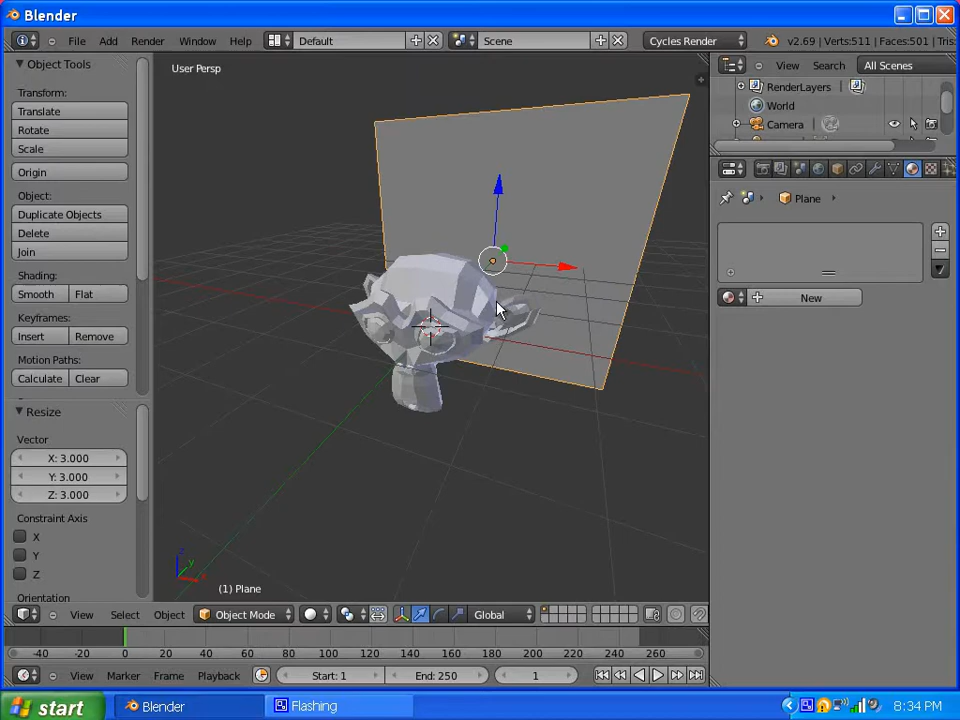 Blender
File Add Render Window Help Default Scene Cycles Render v2.69 | Verts:511 | Faces:501 | Tris:
Object Tools
Transform:
Translate
Rotate
Scale
Origin
Object:
Duplicate Objects
Delete
Join
Shading:
Smooth Flat
Keyframes:
Insert Remove
Motion Paths:
Calculate Clear
Resize
Vector
X: 3.000
Y: 3.000
Z: 3.000
Constraint Axis
X
Y
Z
Orientation
User Persp
(1) Plane
View Search All Scenes
RenderLayers
World
Camera
Plane
New
View Select Object Object Mode Global
-40 -20 0 20 40 60 80 100 120 140 160 180 200 220 240 260
View Marker Frame Playback Start: 1 End: 250 1
start Blender Flashing 8:34 PM